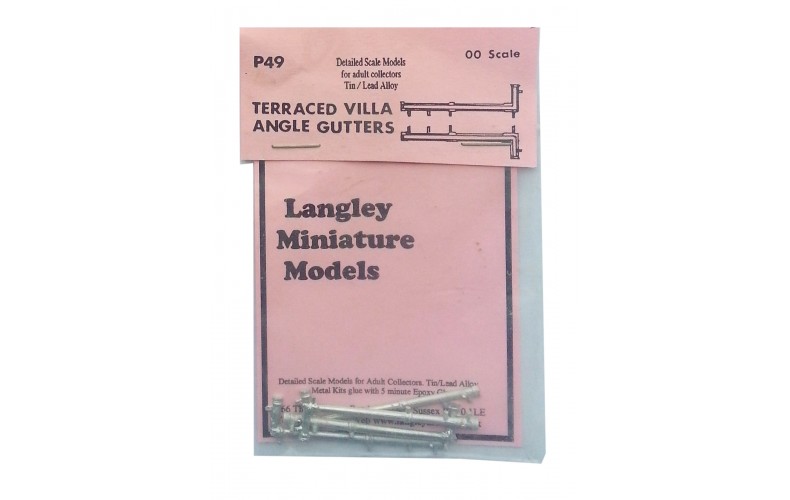 P49
Detailed Scale Models
for adult collectors
Tin / Lead Alloy
00 Scale
TERRACED VILLA
ANGLE GUTTERS
Langley
Miniature
Models
Detailed Scale Models for Adult Collectors. Tin/Lead Alloy
Metal Kits glue with 5 minute Epoxy
66
Sussex